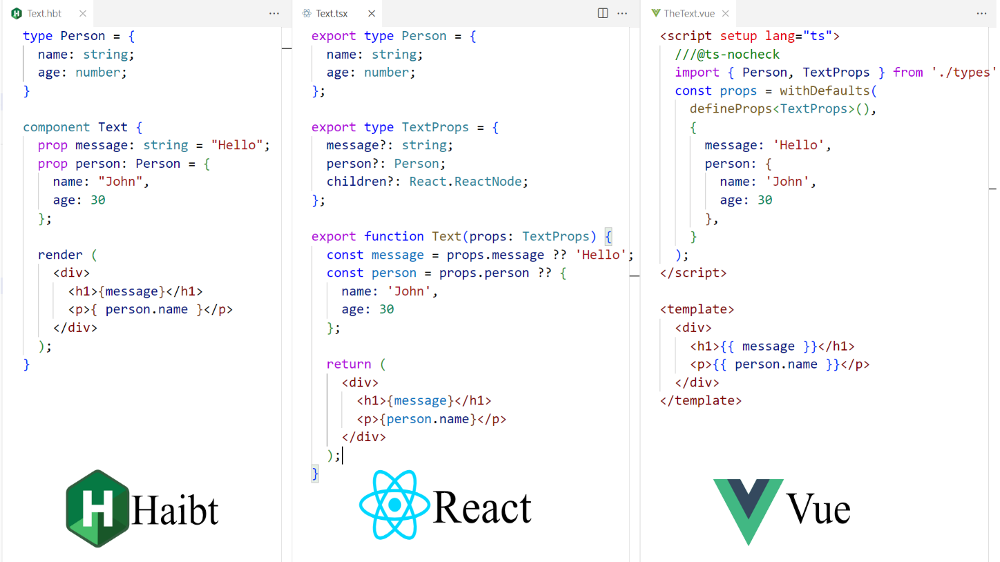 Text.hbt
type Person = {
name: string;
age: number;
}
component Text {
prop message: string = "Hello";
prop person: Person = {
name: "John",
age: 30
};
render (
<div>
<h1>{message}</h1>
<p>{ person.name }</p>
</div>
);
}
H Haibt
Text.tsx
export type Person = {
name: string;
age: number;
};
export type TextProps = {
message?: string;
person?: Person;
children?: React.ReactNode;
};
export function Text(props: TextProps) {
const message = props.message ?? 'Hello';
const person = props.person ?? {
name: 'John',
age: 30
};
return (
<div>
<h1>{message}</h1>
<p>{person.name}</p>
</div>
);
}
React
TheText.vue
<script setup lang="ts">
///@ts-nocheck
import { Person, TextProps } from './types'
const props = withDefaults(
defineProps<TextProps>(),
{
message: 'Hello',
person: {
name: 'John',
age: 30
},
}
);
</script>
<template>
<div>
<h1>{{ message }}</h1>
<p>{{ person.name }}</p>
</div>
</template>
Vue